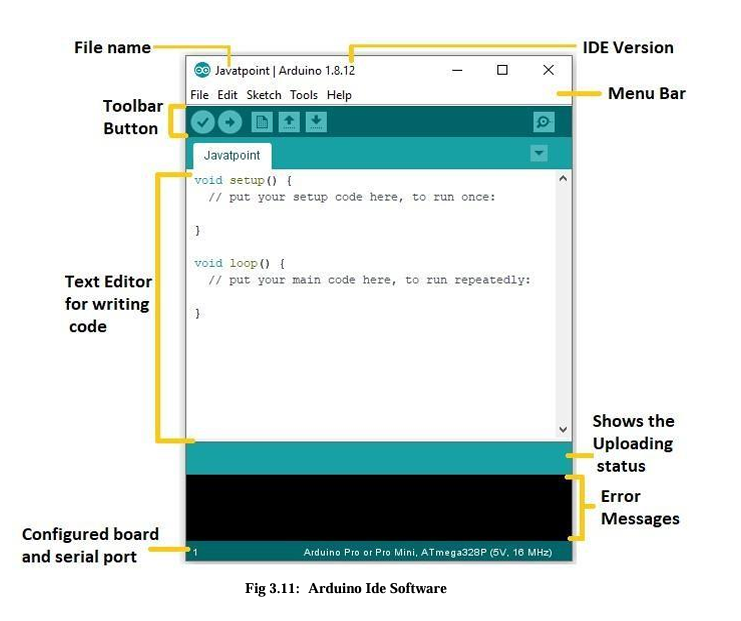 File name
IDE Version
Javatpoint | Arduino 1.8.12
File Edit Sketch Tools Help
Menu Bar
Toolbar
Button
Javatpoint
void setup() {
// put your setup code here, to run once:
}
void loop() {
// put your main code here, to run repeatedly:
}
Text Editor
for writing
code
Shows the
Uploading
status
Error
Messages
Configured board
and serial port
1
Arduino Pro or Pro Mini, ATmega328P (5V, 16 MHz)
Fig 3.11: Arduino Ide Software